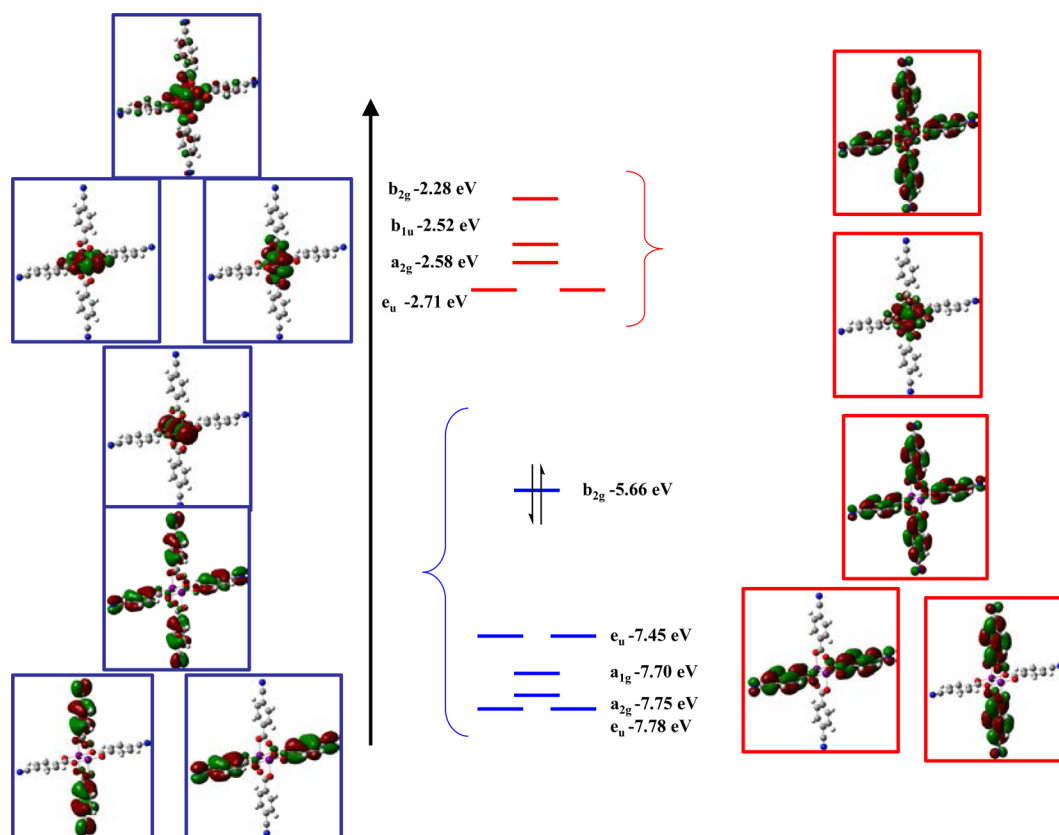 b₂g -2.28 eV
b₁u -2.52 eV
a₂g -2.58 eV
eᵤ -2.71 eV
b₂g -5.66 eV
eᵤ -7.45 eV
a₁g -7.70 eV
a₂g -7.75 eV
eᵤ -7.78 eV